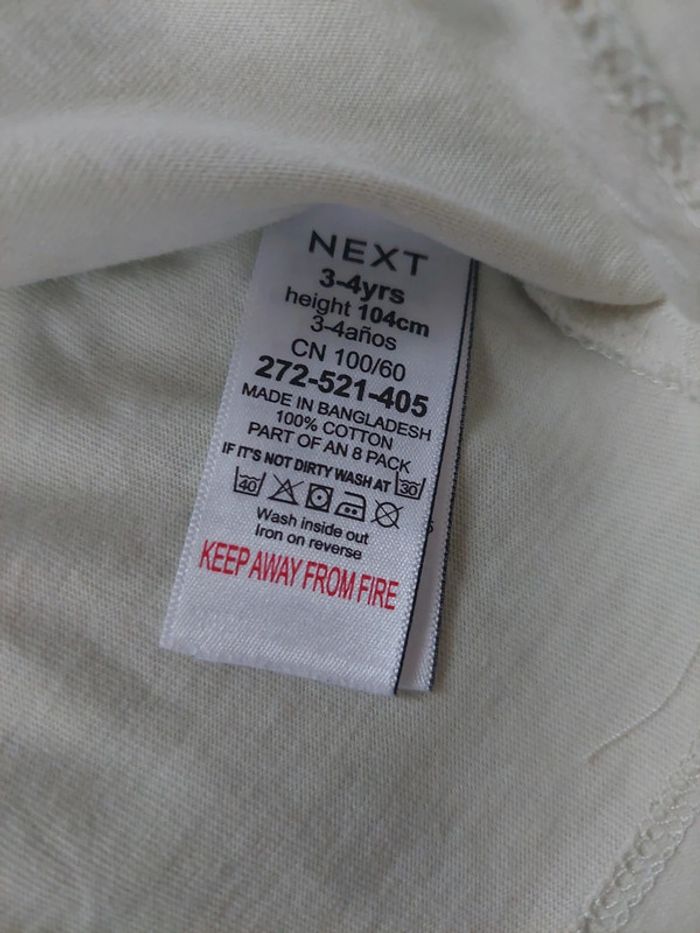 NEXT
3-4yrs
height 104cm
3-4años
CN 100/60
272-521-405
MADE IN BANGLADESH
100% COTTON
PART OF AN 8 PACK
IF IT'S NOT DIRTY WASH AT 30
40
Wash inside out
Iron on reverse
KEEP AWAY FROM FIRE